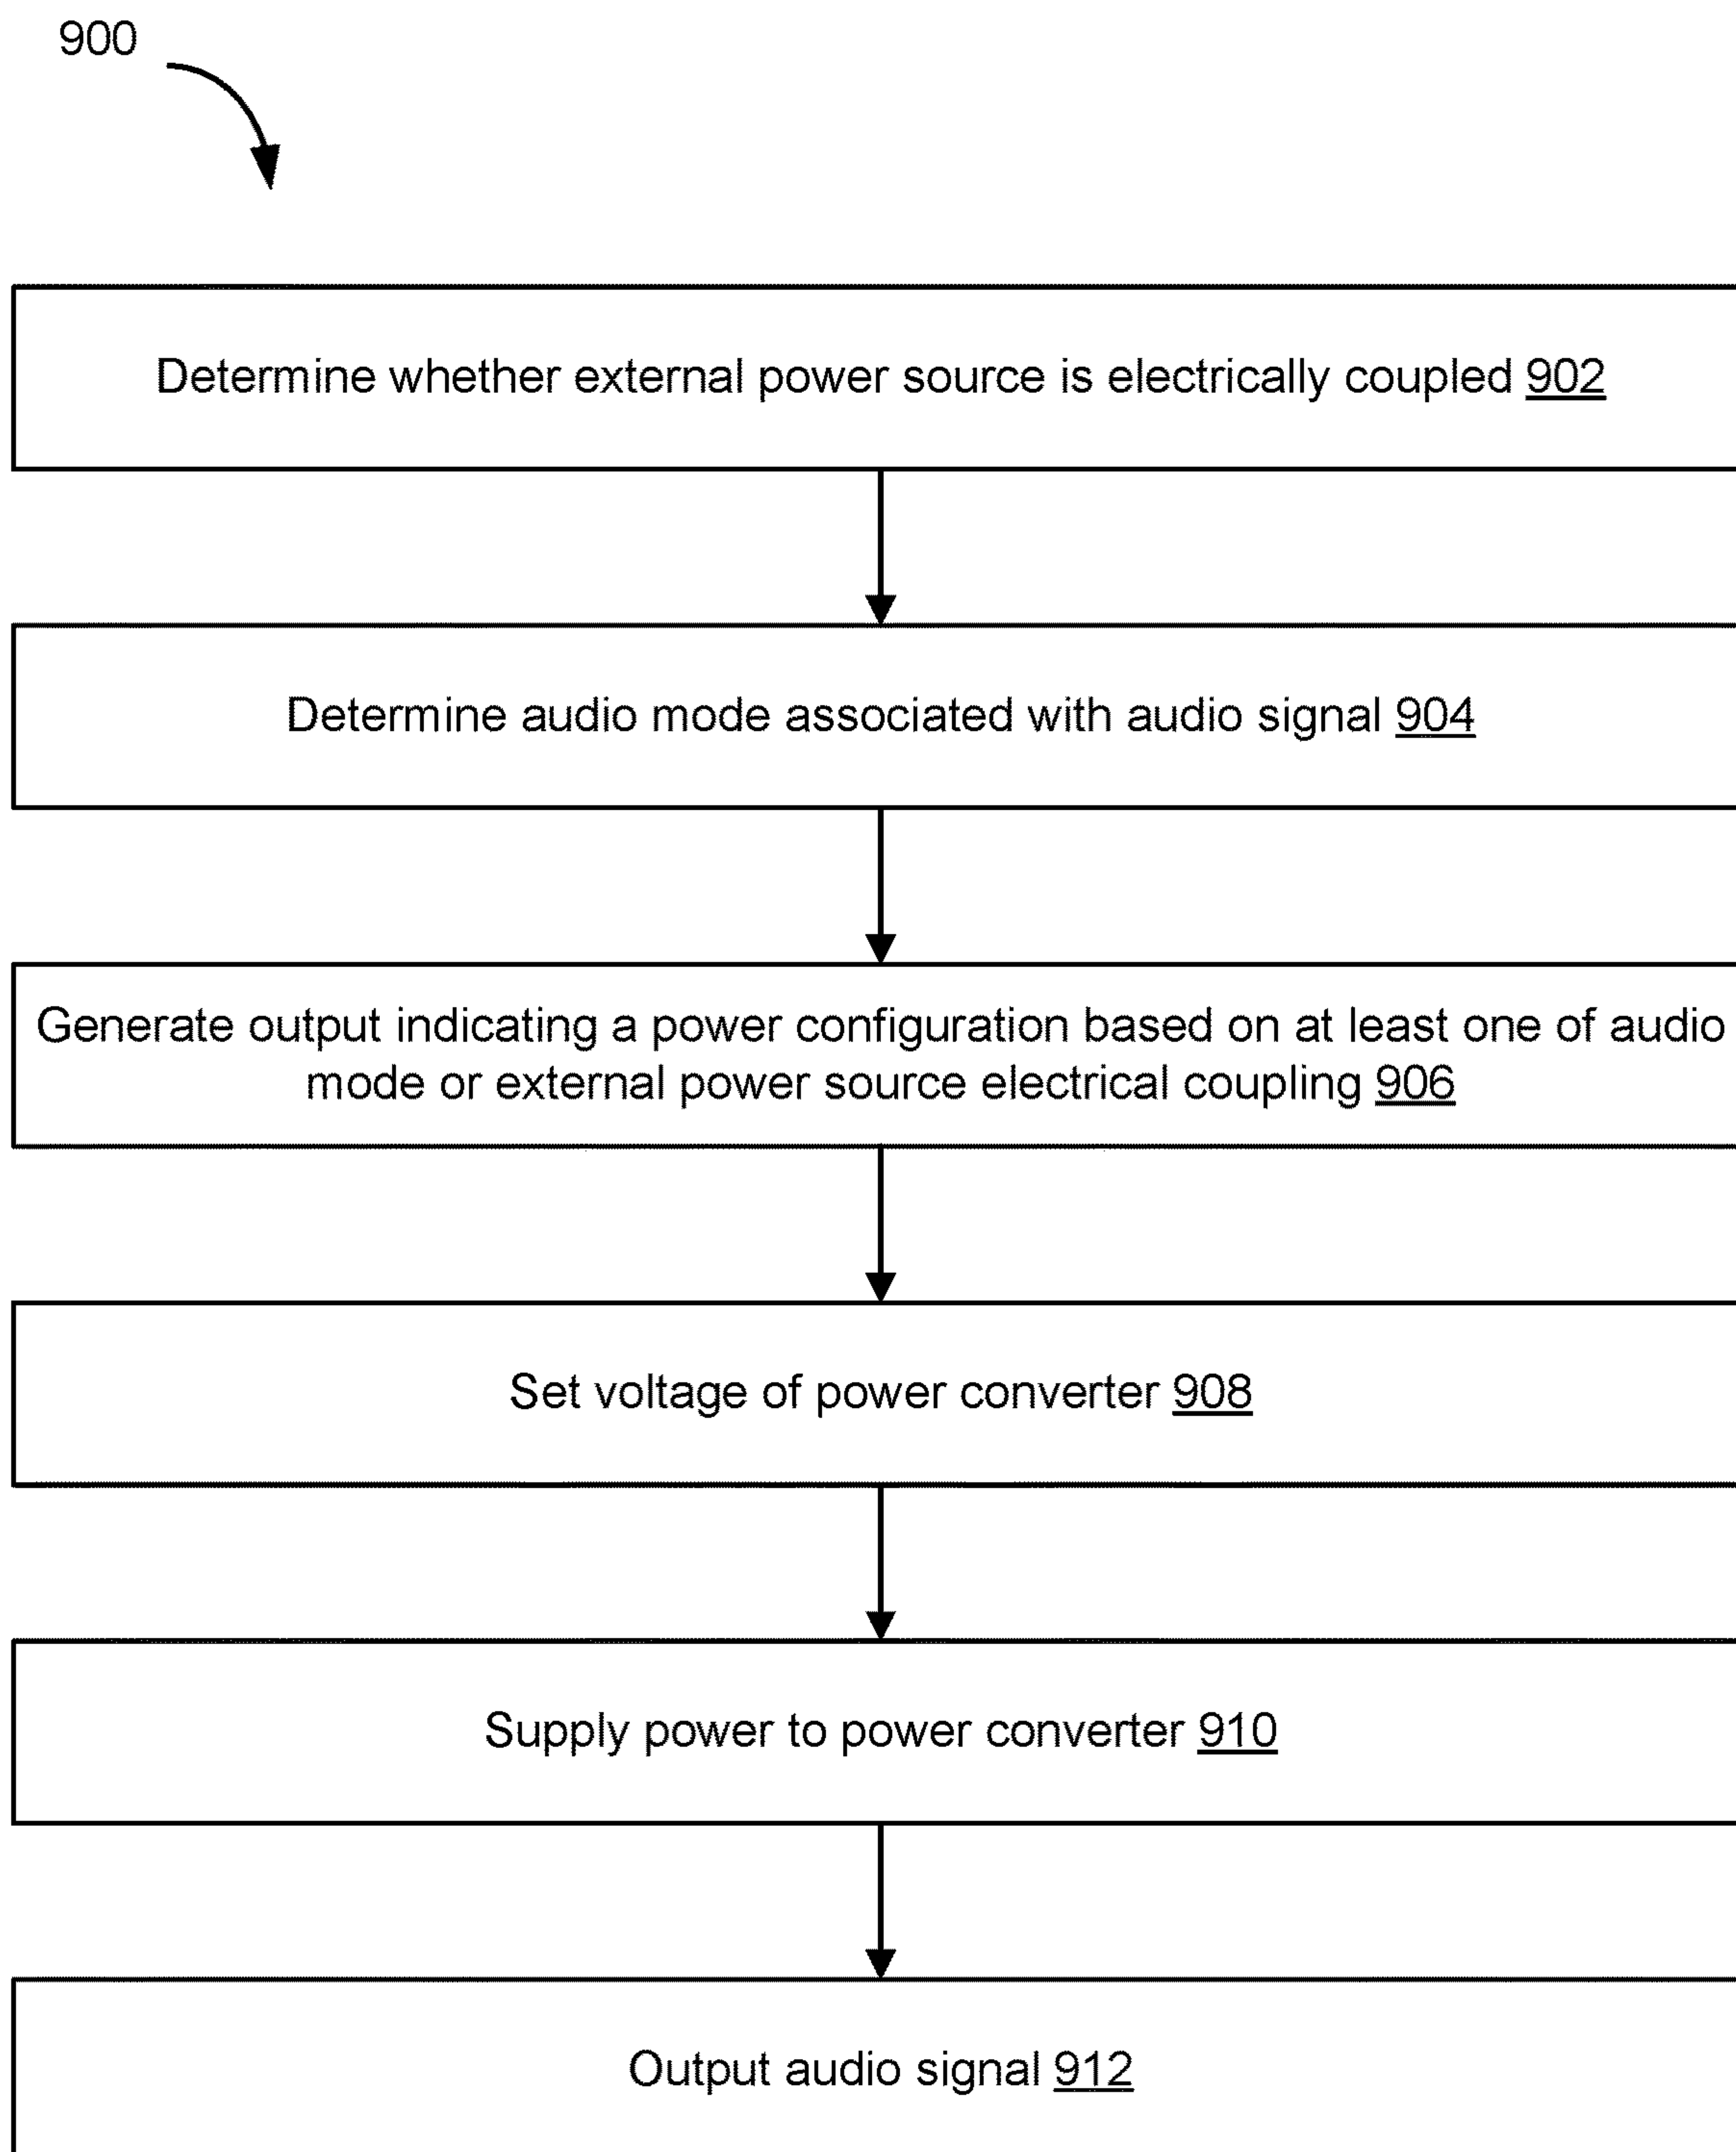 900
Determine whether external power source is electrically coupled 902
Determine audio mode associated with audio signal 904
Generate output indicating a power configuration based on at least one of audio
mode or external power source electrical coupling 906
Set voltage of power converter 908
Supply power to power converter 910
Output audio signal 912